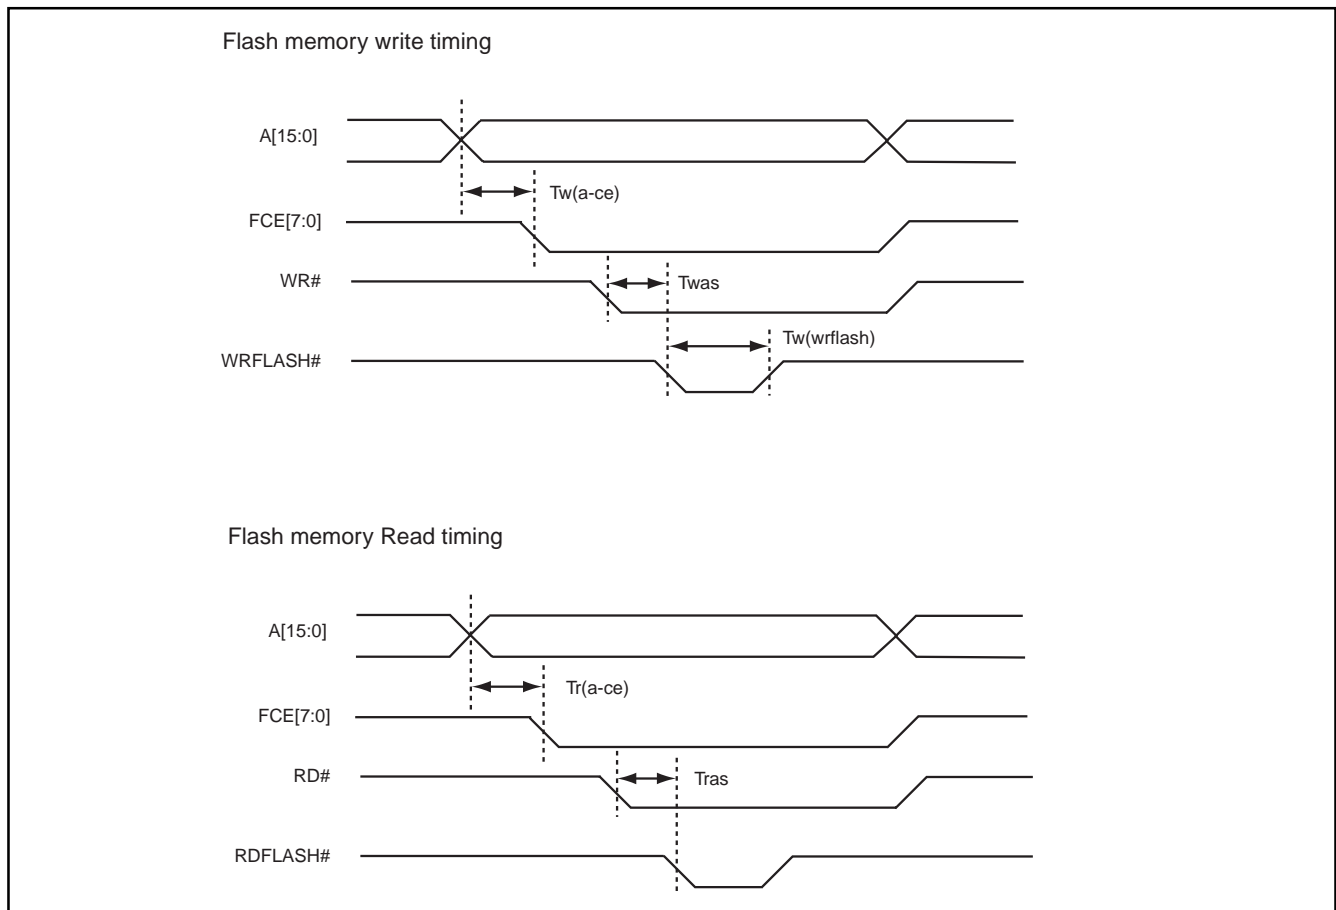 Flash memory write timing
A[15:0]
Tw(a-ce)
FCE[7:0]
WR#
Twas
Tw(wrflash)
WRFLASH#
Flash memory Read timing
A[15:0]
Tr(a-ce)
FCE[7:0]
RD#
Tras
RDFLASH#